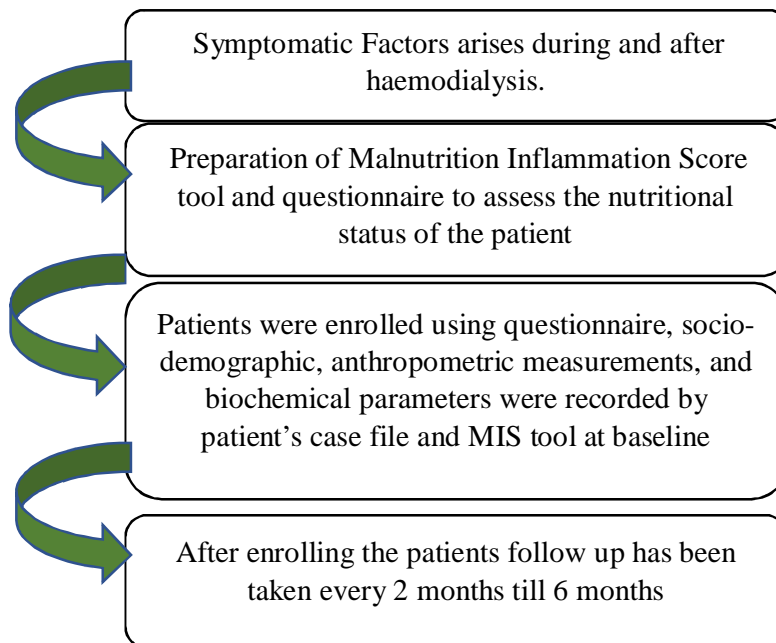 Symptomatic Factors arises during and after
haemodialysis.
Preparation of Malnutrition Inflammation Score
tool and questionnaire to assess the nutritional
status of the patient
Patients were enrolled using questionnaire, socio-
demographic, anthropometric measurements, and
biochemical parameters were recorded by
patient’s case file and MIS tool at baseline
After enrolling the patients follow up has been
taken every 2 months till 6 months